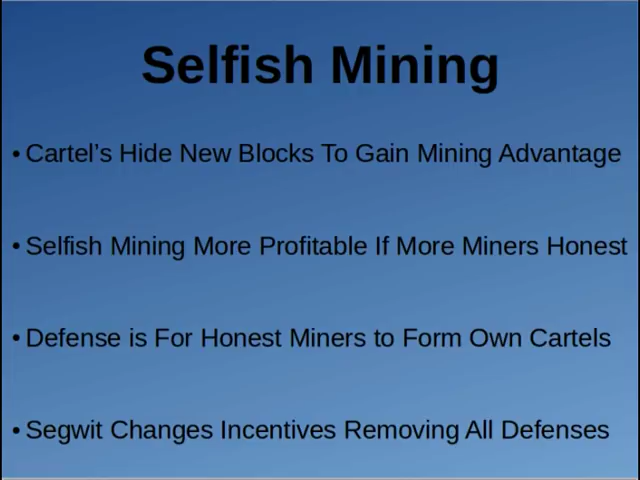 Selfish Mining
• Cartel's Hide New Blocks To Gain Mining Advantage
• Selfish Mining More Profitable If More Miners Honest
• Defense is For Honest Miners to Form Own Cartels
• Segwit Changes Incentives Removing All Defenses